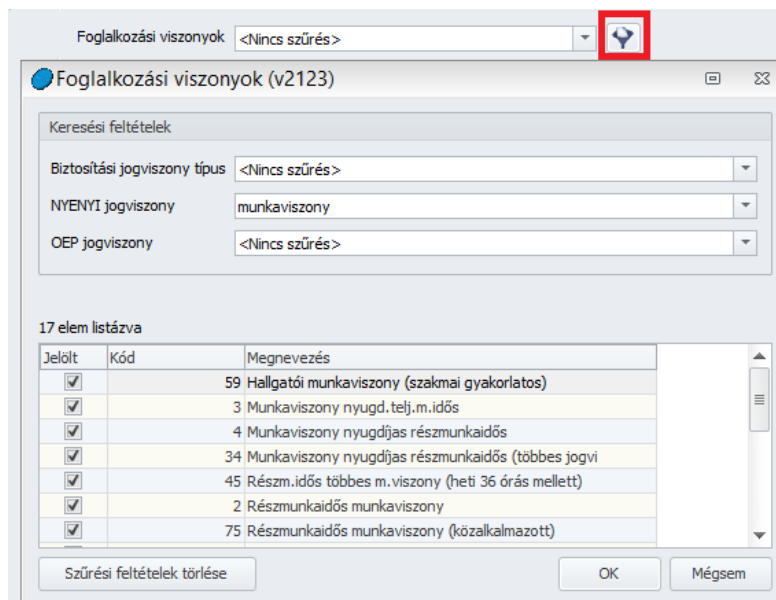 Foglalkozási viszonyok <Nincs szűrés>
Foglalkozási viszonyok (v2123)
Keresési feltételek
Biztosítási jogviszony típus <Nincs szűrés>
NYENYI jogviszony munkaviszony
OEP jogviszony <Nincs szűrés>
17 elem listázva
Jelölt Kód Megnevezés
59 Hallgatói munkaviszony (szakmai gyakorlatos)
3 Munkaviszony nyugd.telj.m.idős
4 Munkaviszony nyugdíjas részmunkaidős
34 Munkaviszony nyugdíjas részmunkaidős (többes jogvi
45 Részm.idős többes m.viszony (heti 36 órás mellett)
2 Részmunkaidős munkaviszony
75 Részmunkaidős munkaviszony (közalkalmazott)
Szűrési feltételek törlése OK Mégsem